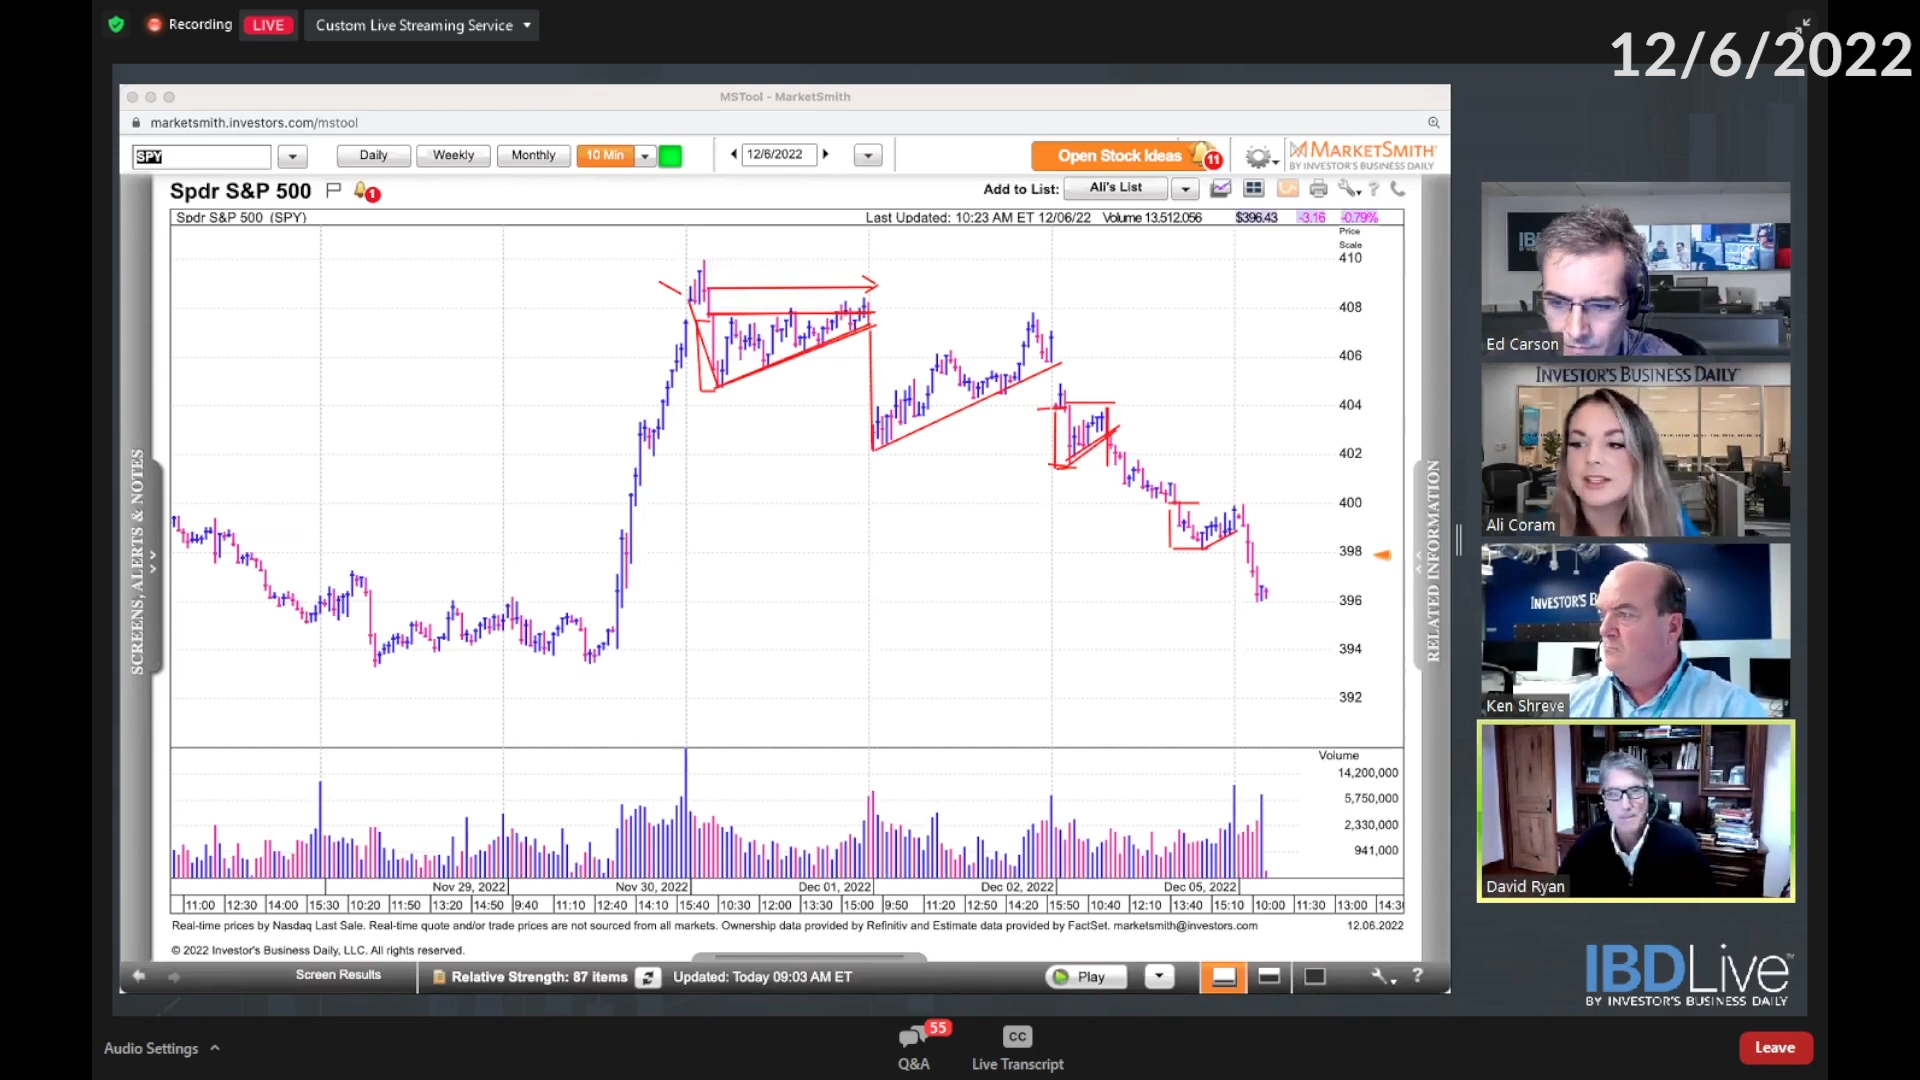 Recording LIVE Custom Live Streaming Service
12/6/2022
MSTool - MarketSmith
marketsmith.investors.com/mstool
SPY Daily Weekly Monthly 10 Min 12/6/2022 Open Stock Ideas 11 MARKETSMITH
BY INVESTOR'S BUSINESS DAILY
Spdr S&P 500 1 Add to List: Ali's List
Spdr S&P 500 (SPY) Last Updated: 10:23 AM ET 12/06/22 Volume 13,512,056 $396.43 -3.16 -0.79%
Price
Scale
410
408
406
404
402
400
398
396
394
392
SCREENS, ALERTS & NOTES
RELATED INFORMATION
Volume
14,200,000
5,750,000
2,330,000
941,000
Nov 29, 2022 Nov 30, 2022 Dec 01, 2022 Dec 02, 2022 Dec 05, 2022
11:00 12:30 14:00 15:30 10:20 11:50 13:20 14:50 9:40 11:10 12:40 14:10 15:40 10:30 12:00 13:30 15:00 9:50 11:20 12:50 14:20 15:50 10:40 12:10 13:40 15:10 10:00 11:30 13:00 14:30
Real-time prices by Nasdaq Last Sale. Real-time quote and/or trade prices are not sourced from all markets. Ownership data provided by Refinitiv and Estimate data provided by FactSet. marketsmith@investors.com 12.06.2022
© 2022 Investor's Business Daily, LLC. All rights reserved.
Screen Results Relative Strength: 87 items Updated: Today 09:03 AM ET Play ?
IBD
Ed Carson
INVESTOR'S BUSINESS DAILY
Ali Coram
INVESTOR'S B
Ken Shreve
David Ryan
IBDLive™
BY INVESTOR'S BUSINESS DAILY
Audio Settings
55
Q&A
CC
Live Transcript
Leave